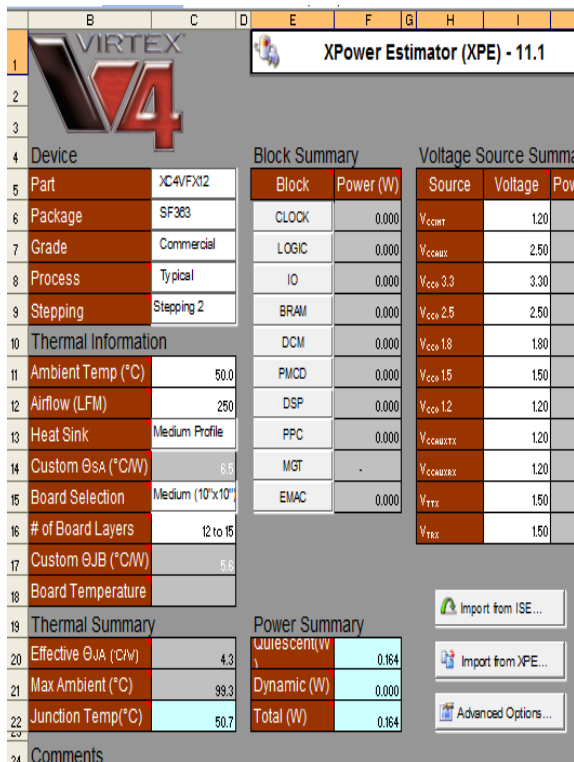 B C D E F G H I
1 VIRTEX XPower Estimator (XPE) - 11.1
V4
2
3
4 Device Block Summary Voltage Source Summa
5 Part XC4VFX12 Block Power (W) Source Voltage Pow
6 Package SF363 CLOCK 0.000 VCCINT 1.20
7 Grade Commercial LOGIC 0.000 VCCAUX 2.50
8 Process Typical IO 0.000 VCCO 3.3 3.30
9 Stepping Stepping 2 BRAM 0.000 VCCO 2.5 2.50
10 Thermal Information DCM 0.000 VCCO 1.8 1.80
11 Ambient Temp (°C) 50.0 PMCD 0.000 VCCO 1.5 1.50
12 Airflow (LFM) 250 DSP 0.000 VCCO 1.2 1.20
13 Heat Sink Medium Profile PPC 0.000 VCCAUXTX 1.20
14 Custom ΘSA (°C/W) 6.5 MGT - VCCAUXRX 1.20
15 Board Selection Medium (10"x10") EMAC 0.000 VTTX 1.50
16 # of Board Layers 12 to 15 VTRX 1.50
17 Custom ΘJB (°C/W) 5.6
18 Board Temperature Import from ISE...
19 Thermal Summary Power Summary
20 Effective ΘJA (°C/W) 4.3 Quiescent(W) 0.164 Import from XPE...
21 Max Ambient (°C) 99.3 Dynamic (W) 0.000
22 Junction Temp(°C) 50.7 Total (W) 0.164 Advanced Options...
23
24 Comments